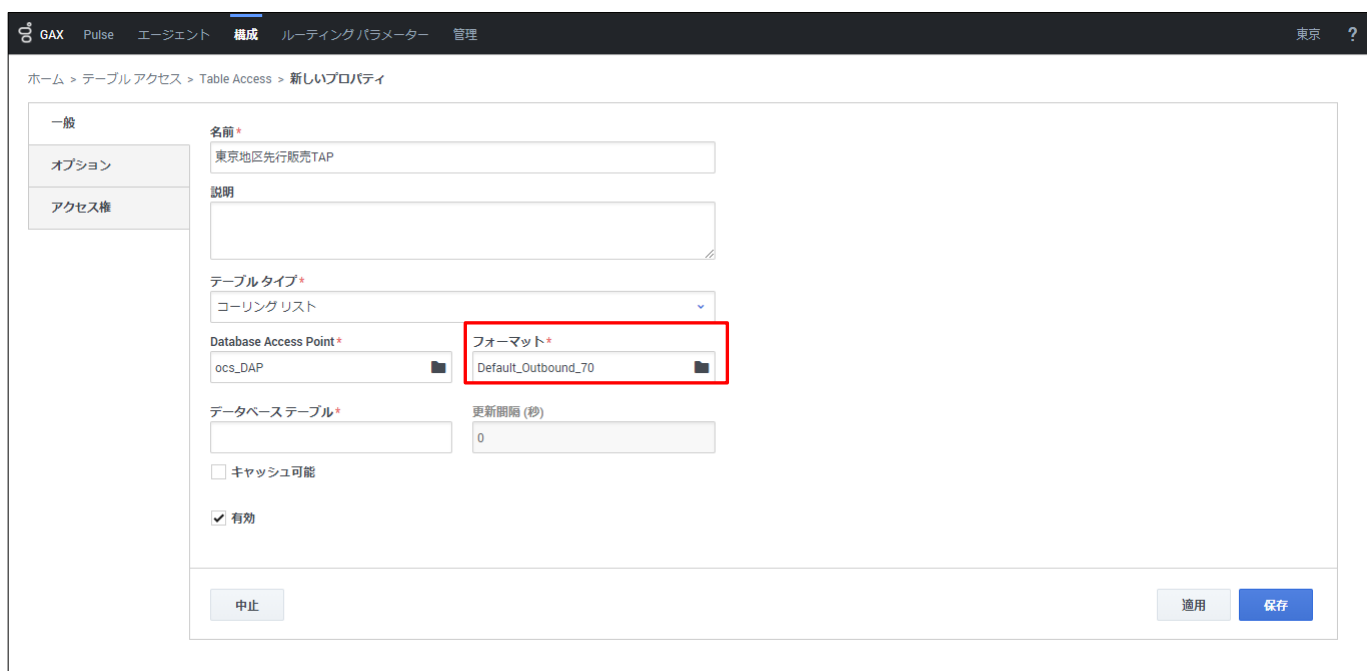 GAX Pulse エージェント 構成 ルーティング パラメーター 管理 東京 ?
ホーム > テーブル アクセス > Table Access > 新しいプロパティ
一般
オプション
アクセス権
名前*
東京地区先行販売TAP
説明
テーブル タイプ*
コーリング リスト
Database Access Point* フォーマット*
ocs_DAP Default_Outbound_70
データベース テーブル* 更新間隔 (秒)
0
キャッシュ可能
有効
中止 適用 保存